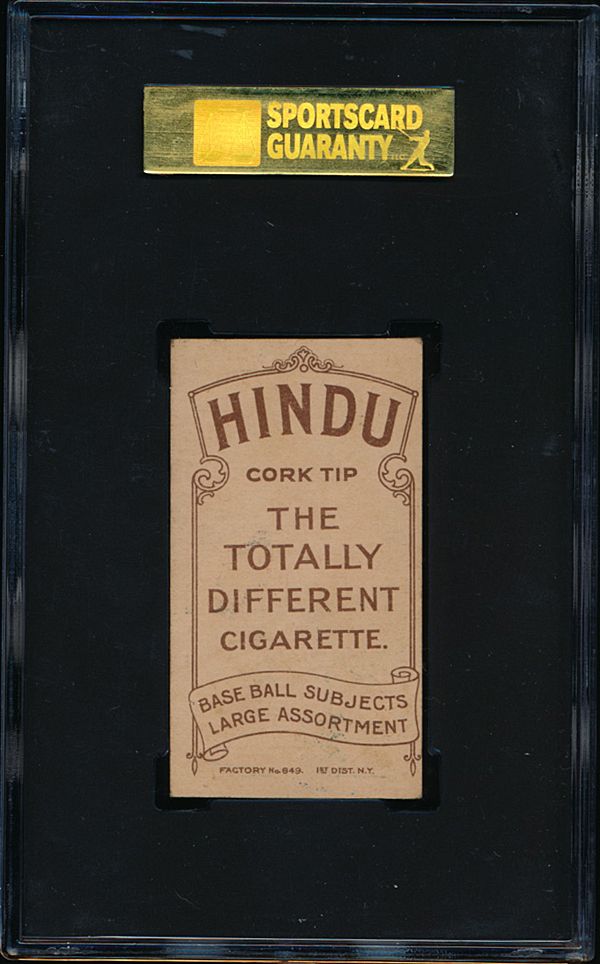 SPORTSCARD
GUARANTY
HINDU
CORK TIP
THE
TOTALLY
DIFFERENT
CIGARETTE.
BASE BALL SUBJECTS
LARGE ASSORTMENT
FACTORY No. 649. 1ST DIST. N.Y.